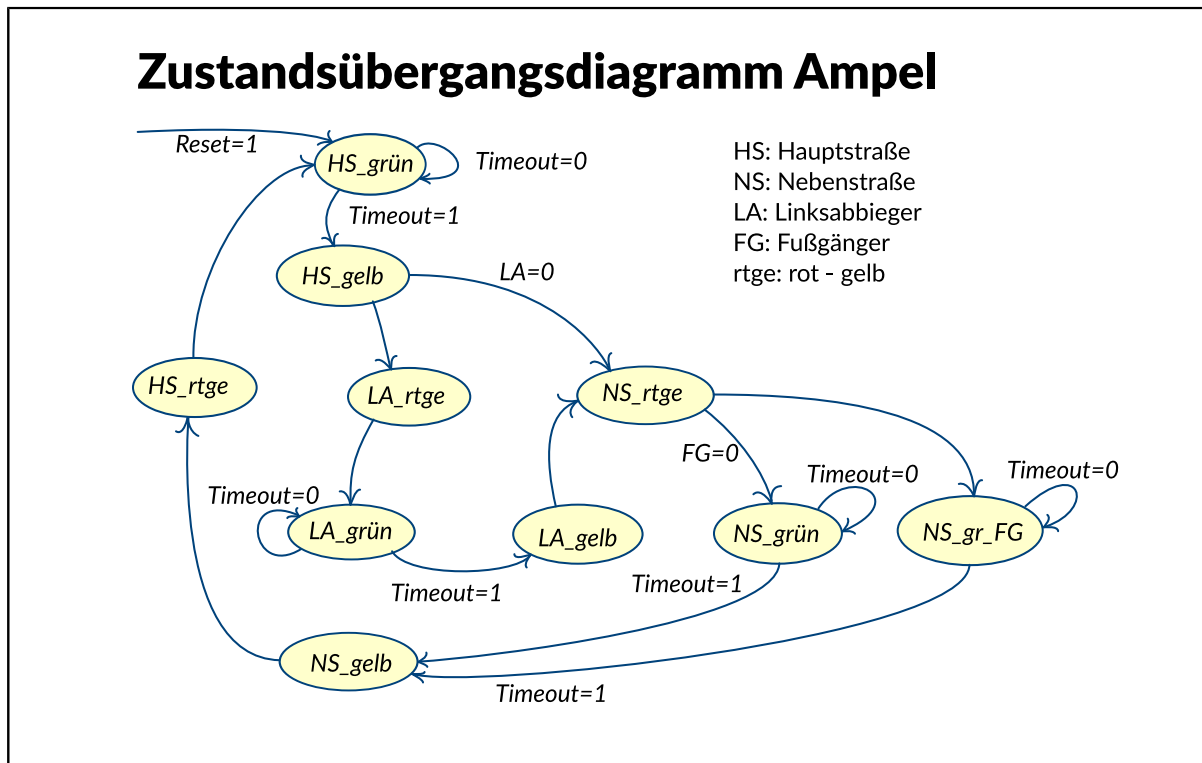 Zustandsübergangsdiagramm Ampel
Reset=1
HS_grün
Timeout=0
Timeout=1
HS: Hauptstraße
NS: Nebenstraße
LA: Linksabbieger
FG: Fußgänger
rtge: rot - gelb
HS_gelb
LA=0
HS_rtge
LA_rtge
NS_rtge
FG=0
Timeout=0
Timeout=0
Timeout=0
LA_grün
LA_gelb
NS_grün
NS_gr_FG
Timeout=1
Timeout=1
NS_gelb
Timeout=1